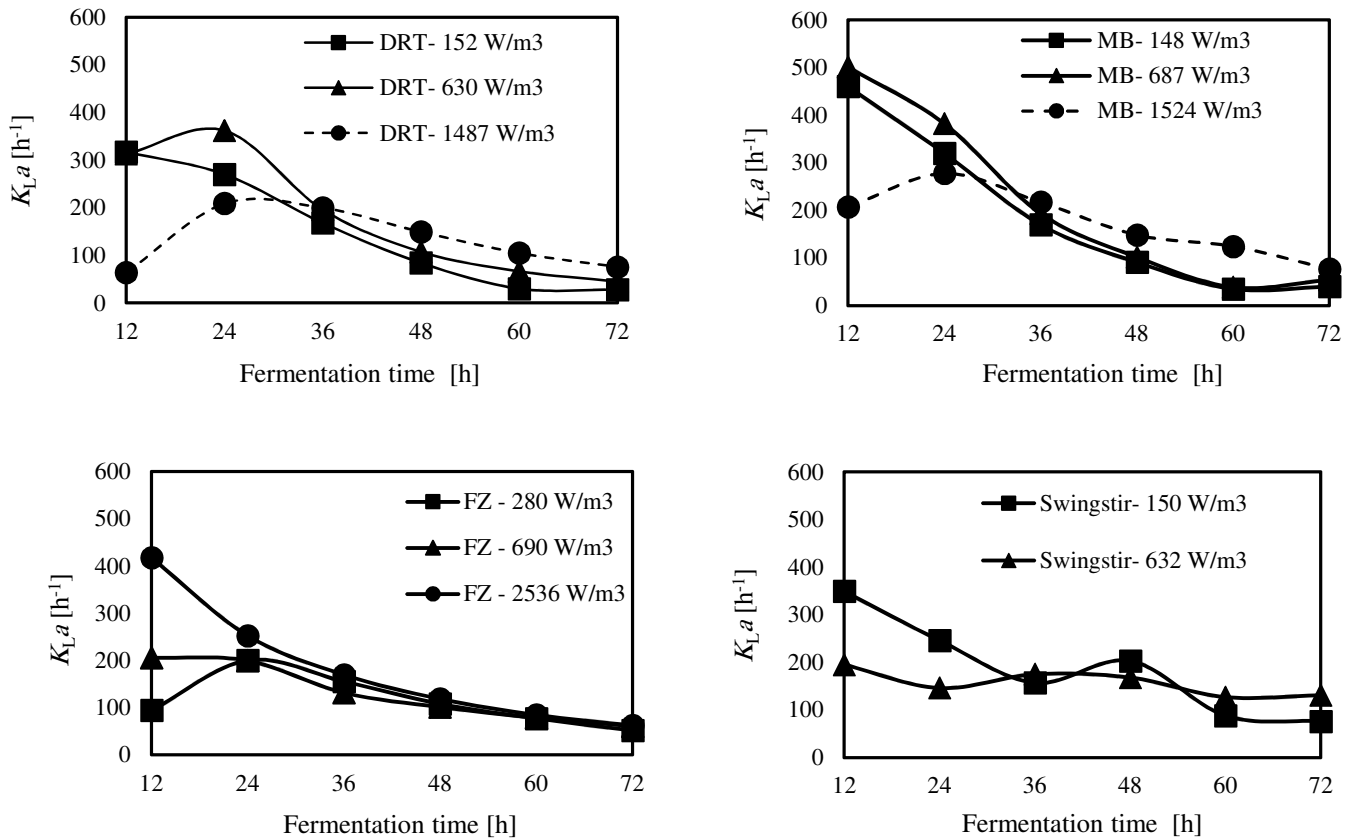 600
500
400
300
200
100
0
K_L a [h⁻¹]
DRT- 152 W/m3
DRT- 630 W/m3
DRT- 1487 W/m3
12 24 36 48 60 72
Fermentation time [h]
600
500
400
300
200
100
0
K_L a [h⁻¹]
MB- 148 W/m3
MB- 687 W/m3
MB- 1524 W/m3
12 24 36 48 60 72
Fermentation time [h]
600
500
400
300
200
100
0
K_L a [h⁻¹]
FZ - 280 W/m3
FZ - 690 W/m3
FZ - 2536 W/m3
12 24 36 48 60 72
Fermentation time [h]
600
500
400
300
200
100
0
K_L a [h⁻¹]
Swingstir- 150 W/m3
Swingstir- 632 W/m3
12 24 36 48 60 72
Fermentation time [h]